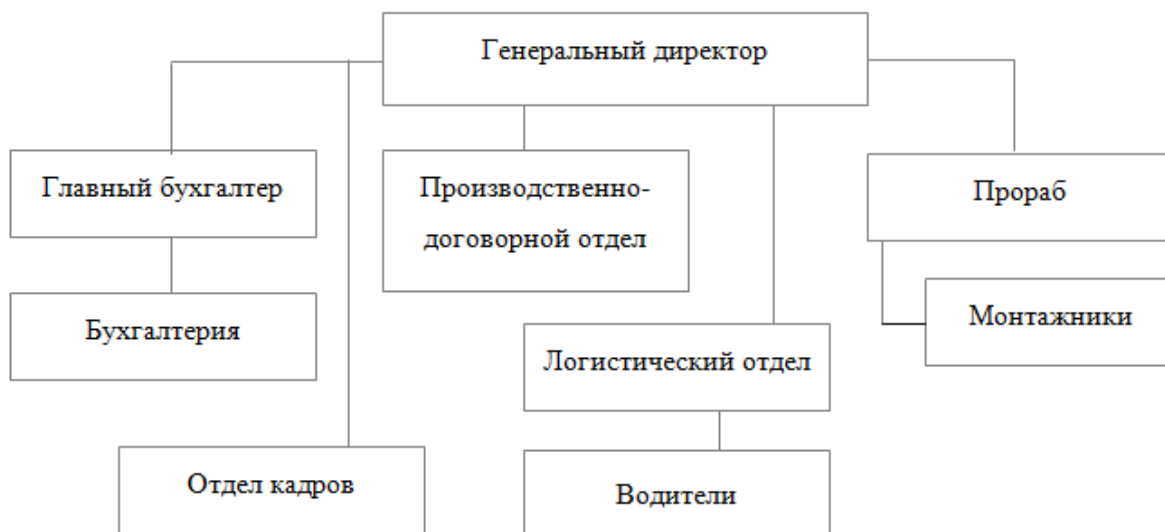 Генеральный директор
Главный бухгалтер
Производственно-
договорной отдел
Прораб
Бухгалтерия
Монтажники
Логистический отдел
Отдел кадров
Водители